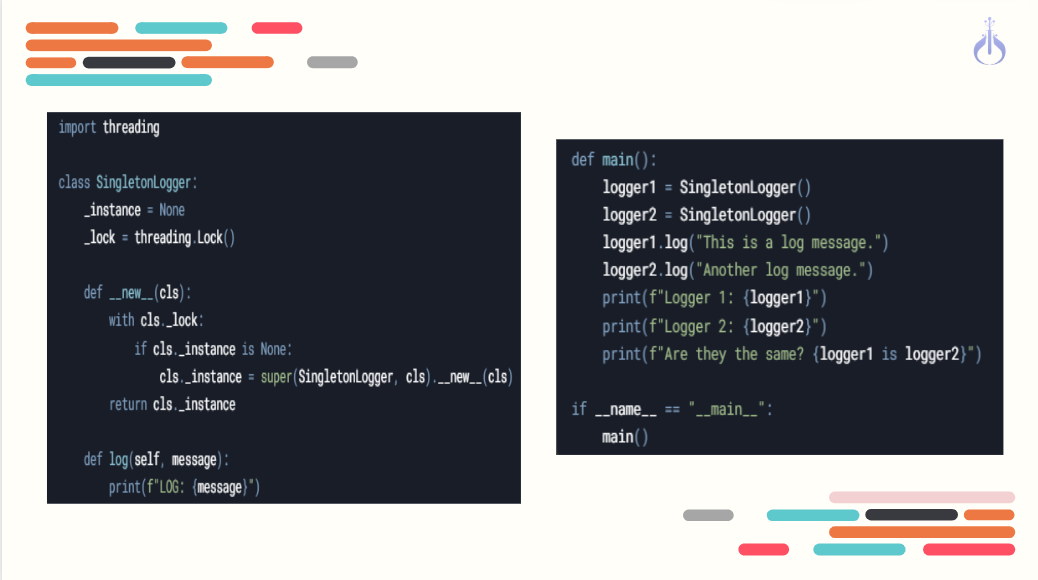 import threading
class SingletonLogger:
    _instance = None
    _lock = threading.Lock()
    def __new__(cls):
        with cls._lock:
            if cls._instance is None:
                cls._instance = super(SingletonLogger, cls).__new__(cls)
        return cls._instance
    def log(self, message):
        print(f"LOG: {message}")
def main():
    logger1 = SingletonLogger()
    logger2 = SingletonLogger()
    logger1.log("This is a log message.")
    logger2.log("Another log message.")
    print(f"Logger 1: {logger1}")
    print(f"Logger 2: {logger2}")
    print(f"Are they the same? {logger1 is logger2}")
if __name__ == "__main__":
    main()